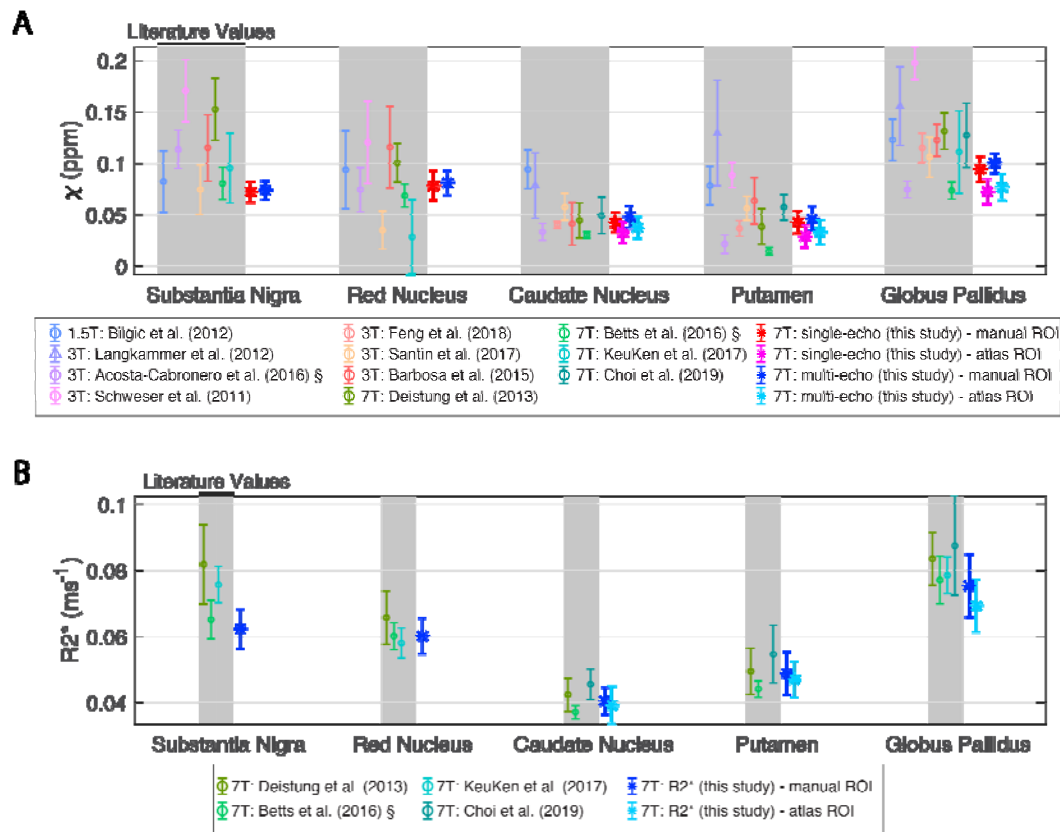 A
Literature Values
0.2
0.15
0.1
0.05
0
χ (ppm)
Substantia Nigra Red Nucleus Caudate Nucleus Putamen Globus Pallidus
1.5T: Bilgic et al. (2012) 3T: Feng et al. (2018) 7T: Betts et al. (2016) § 7T: single-echo (this study) - manual ROI
3T: Langkammer et al. (2012) 3T: Santin et al. (2017) 7T: KeuKen et al. (2017) 7T: single-echo (this study) - atlas ROI
3T: Acosta-Cabronero et al. (2016) § 3T: Barbosa et al. (2015) 7T: Choi et al. (2019) 7T: multi-echo (this study) - manual ROI
3T: Schweser et al. (2011) 7T: Deistung et al. (2013) 7T: multi-echo (this study) - atlas ROI
B
Literature Values
0.1
0.08
0.06
0.04
R2* (ms⁻¹)
Substantia Nigra Red Nucleus Caudate Nucleus Putamen Globus Pallidus
7T: Deistung et al. (2013) 7T: KeuKen et al. (2017) 7T: R2* (this study) - manual ROI
7T: Betts et al. (2016) § 7T: Choi et al. (2019) 7T: R2* (this study) - atlas ROI